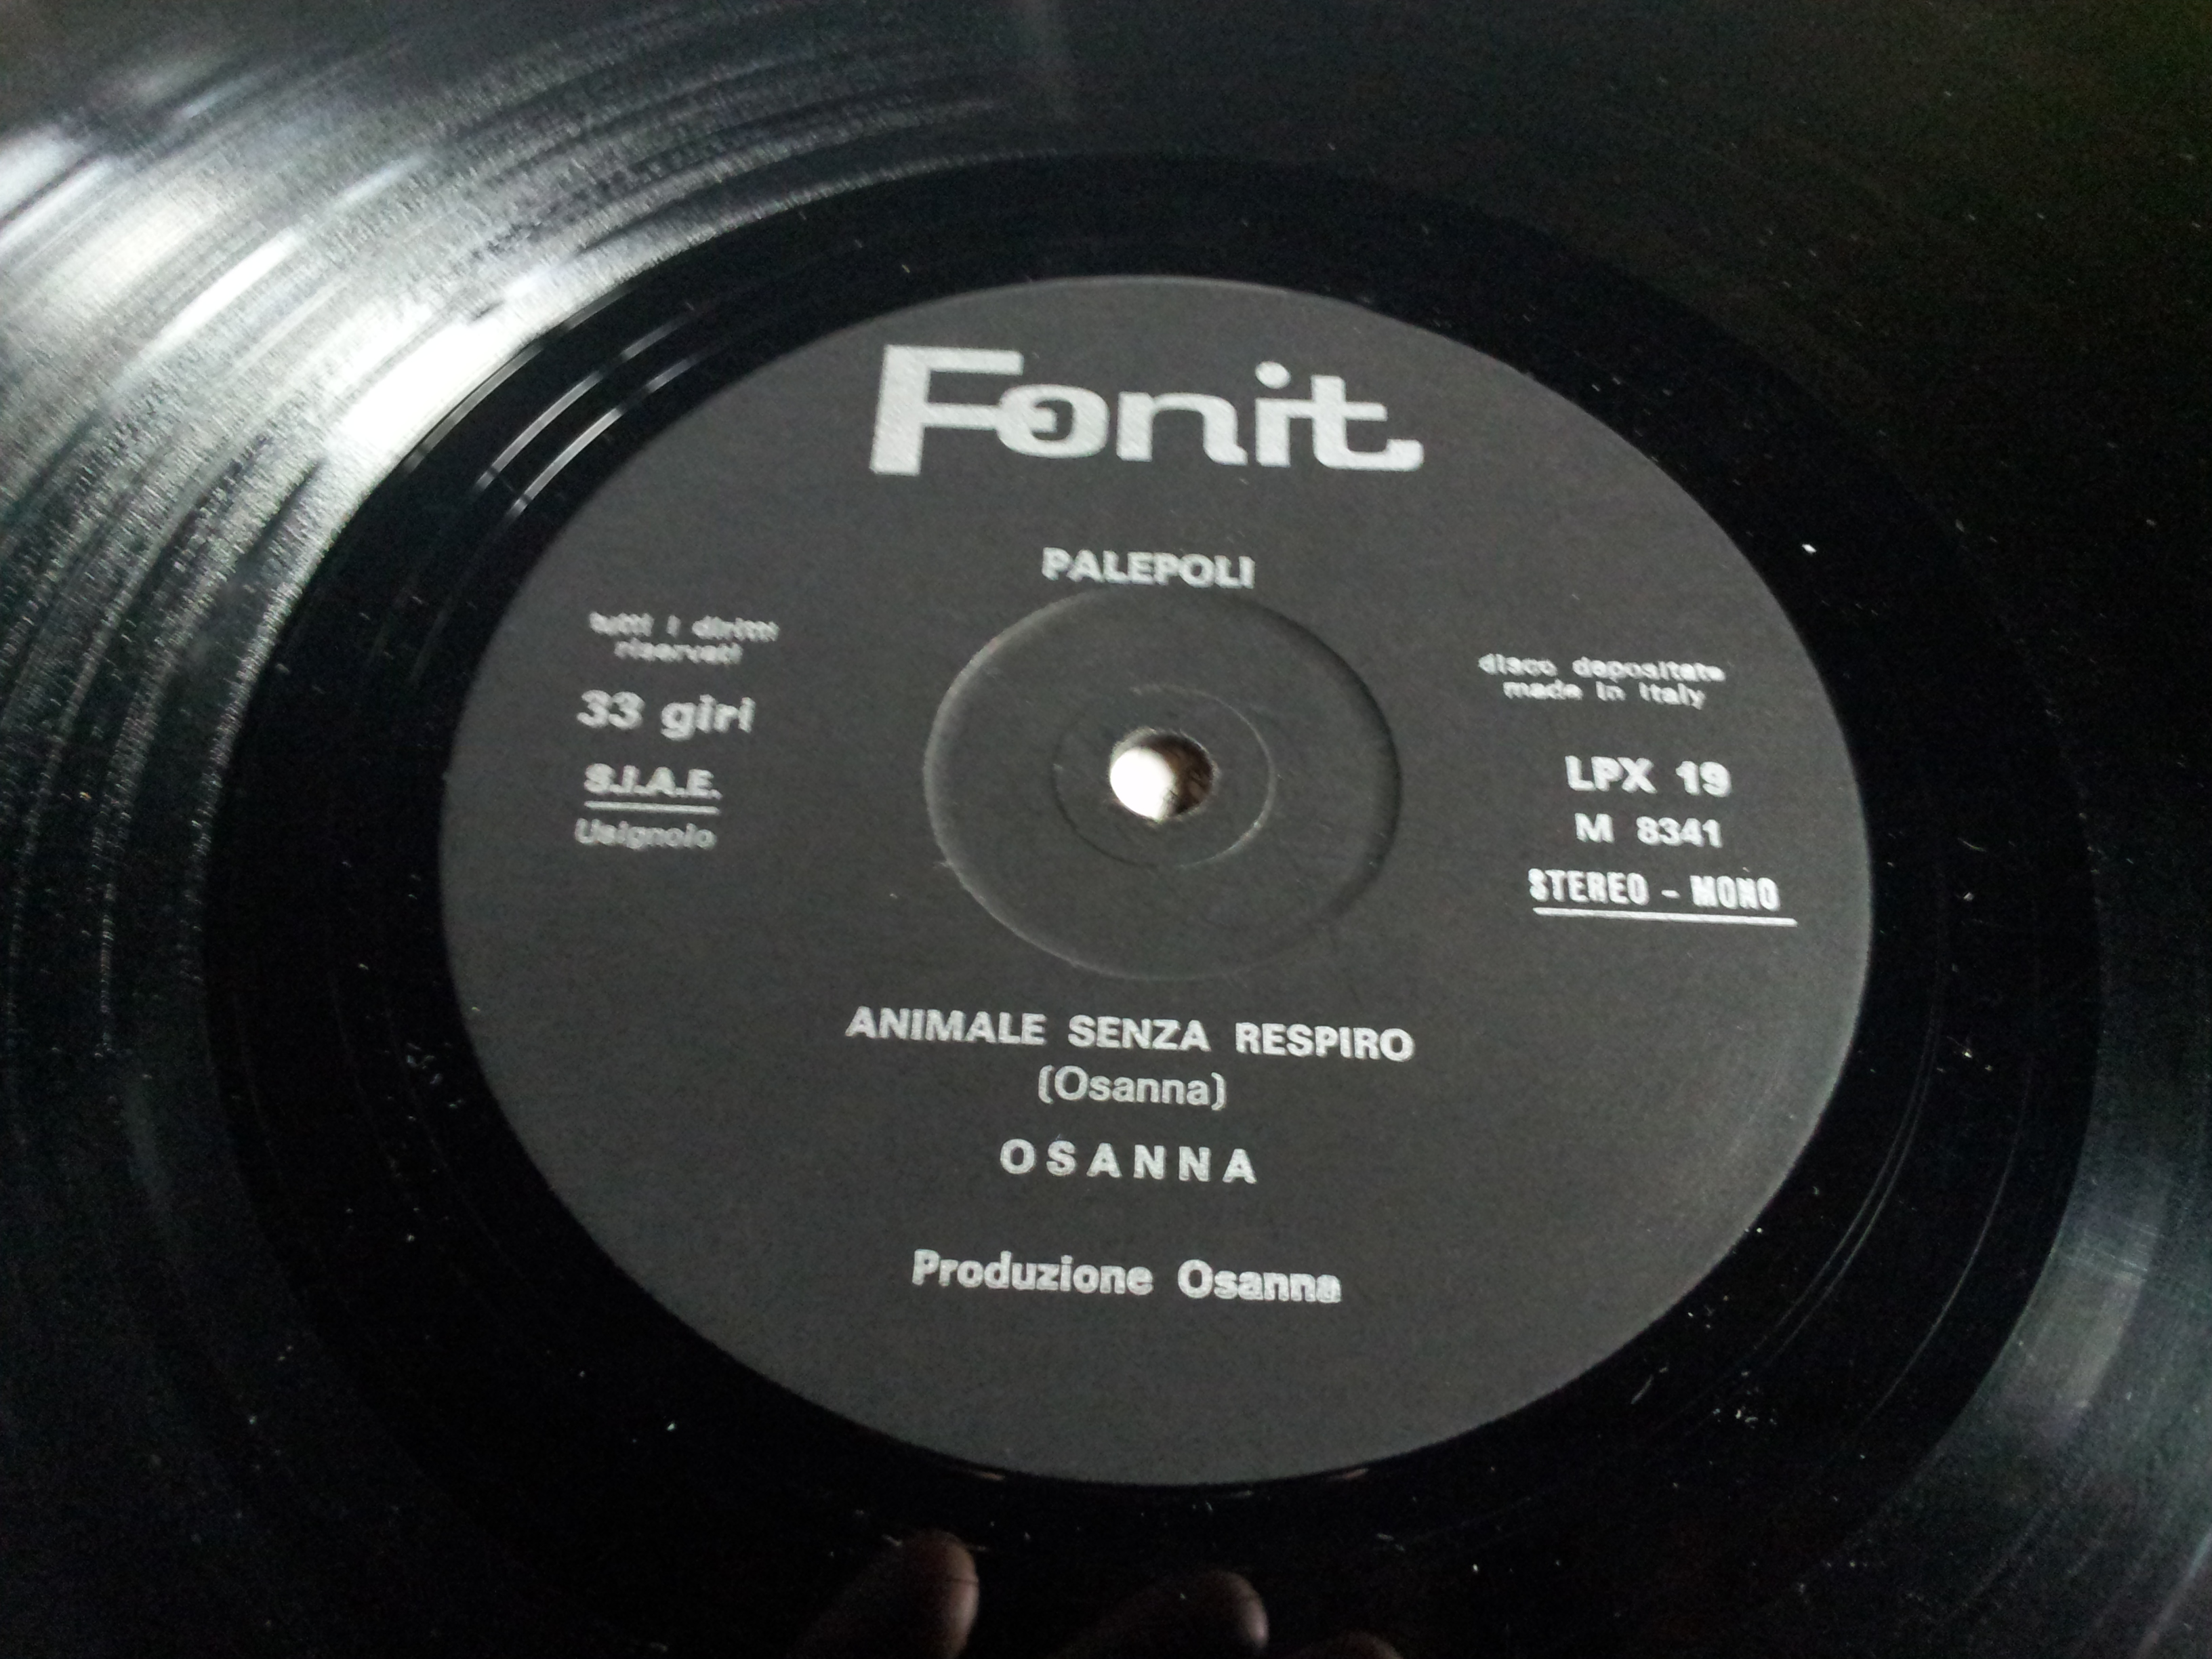 Fonit
PALEPOLI
tutti i diritti
riservati
33 giri
S.I.A.E.
Usignolo
disco depositato
made in Italy
LPX 19
M 8341
STEREO - MONO
ANIMALE SENZA RESPIRO
(Osanna)
OSANNA
Produzione Osanna